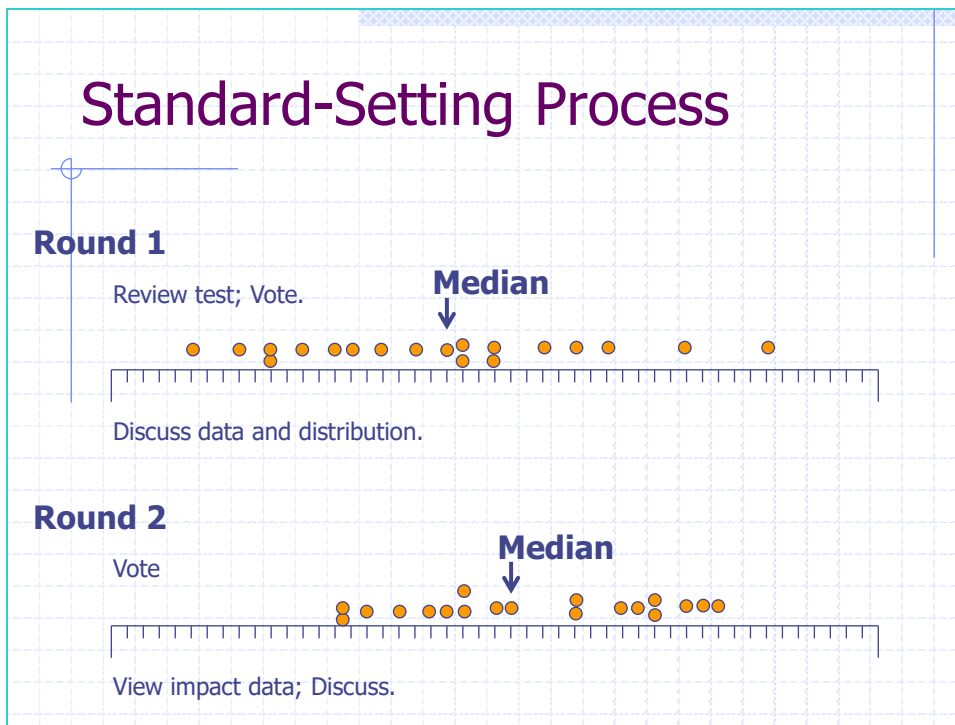 Standard-Setting Process
Round 1
Review test; Vote.
Median
Discuss data and distribution.
Round 2
Vote
Median
View impact data; Discuss.